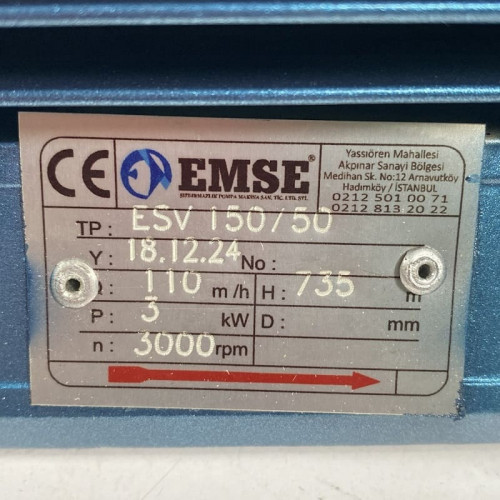 CE EMSE®
Yassıören Mahallesi
Akpınar Sanayi Bölgesi
Medihan Sk. No:12 Arnavutköy
Hadımköy / İSTANBUL
0212 501 00 71
0212 813 20 22
TP : ESV 150/50
Y : 18.12.24 No :
: 110 m/h H : 735 m
P : 3 kW D : mm
n : 3000 rpm